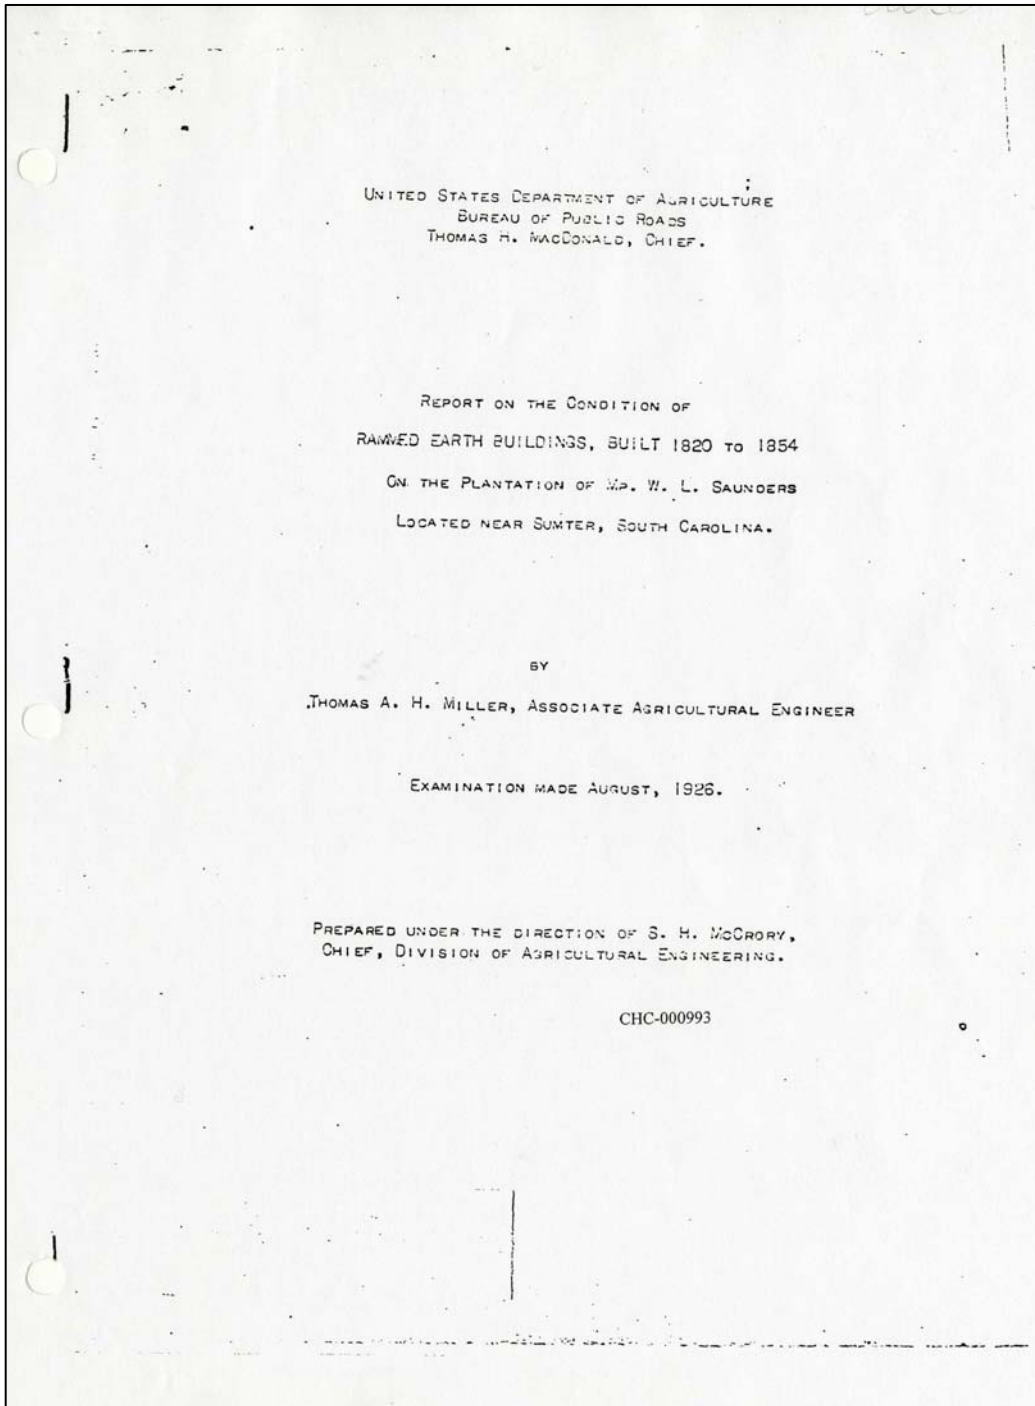 UNITED STATES DEPARTMENT OF AGRICULTURE
BUREAU OF PUBLIC ROADS
THOMAS H. MACDONALD, CHIEF.
REPORT ON THE CONDITION OF
RAMMED EARTH BUILDINGS, BUILT 1820 TO 1854
ON THE PLANTATION OF MR. W. L. SAUNDERS
LOCATED NEAR SUMTER, SOUTH CAROLINA.
BY
THOMAS A. H. MILLER, ASSOCIATE AGRICULTURAL ENGINEER
EXAMINATION MADE AUGUST, 1926.
PREPARED UNDER THE DIRECTION OF S. H. MCCRORY,
CHIEF, DIVISION OF AGRICULTURAL ENGINEERING.
CHC-000993